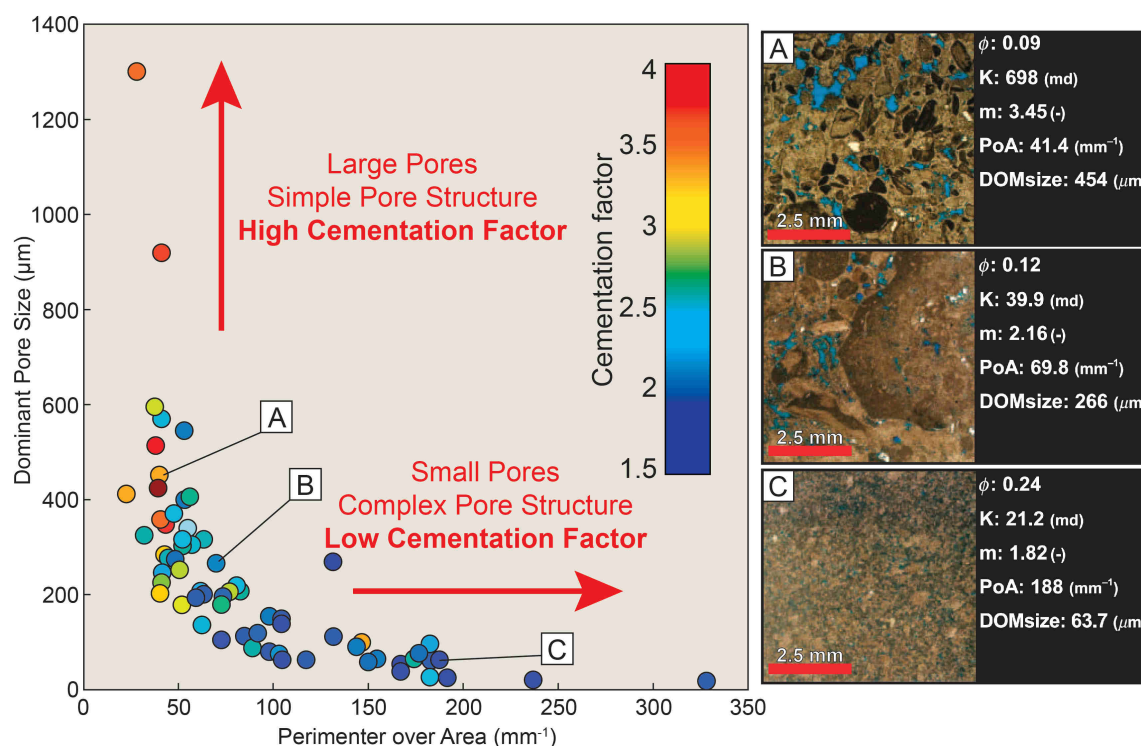 1400
1200
1000
800
600
400
200
0
Dominant Pore Size (µm)
0
50
100
150
200
250
300
350
Perimenter over Area (mm⁻¹)
Large Pores
Simple Pore Structure
High Cementation Factor
Small Pores
Complex Pore Structure
Low Cementation Factor
Cementation factor
4
3.5
3
2.5
2
1.5
A
B
C
A
2.5 mm
ϕ: 0.09
K: 698 (md)
m: 3.45 (-)
PoA: 41.4 (mm⁻¹)
DOMsize: 454 (µm
B
2.5 mm
ϕ: 0.12
K: 39.9 (md)
m: 2.16 (-)
PoA: 69.8 (mm⁻¹)
DOMsize: 266 (µm
C
2.5 mm
ϕ: 0.24
K: 21.2 (md)
m: 1.82 (-)
PoA: 188 (mm⁻¹)
DOMsize: 63.7 (µm